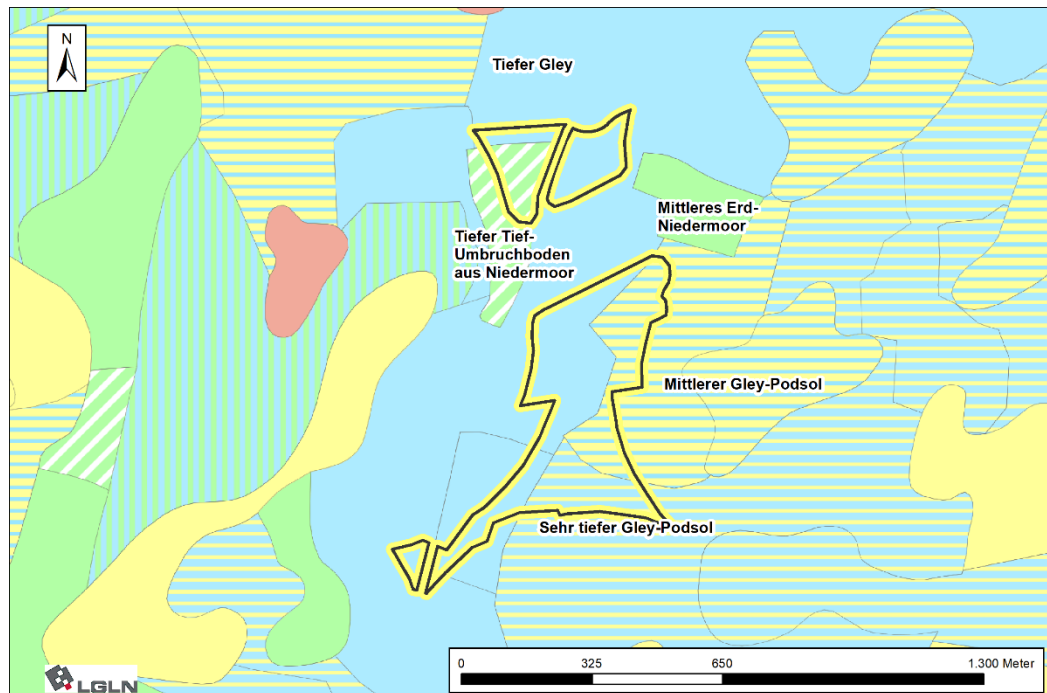 N
Tiefer Gley
Mittleres Erd-
Niedermoor
Tiefer Tief-
Umbruchboden
aus Niedermoor
Mittlerer Gley-Podsol
Sehr tiefer Gley-Podsol
0 325 650 1.300 Meter
LGLN